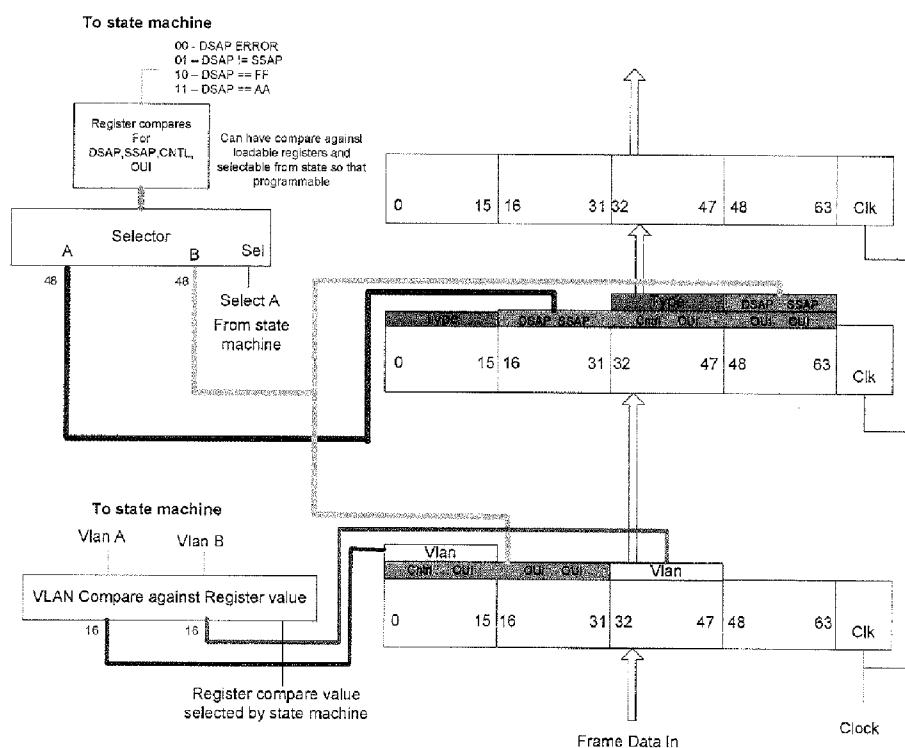 To state machine
00 - DSAP ERROR
01 – DSAP != SSAP
10 – DSAP == FF
11 – DSAP == AA
Register compares
For
DSAP,SSAP,CNTL,
OUI
Can have compare against
loadable registers and
selectable from state so that
programmable
0 15 16 31 32 47 48 63 Clk
Selector
A B Sel
48 48
Select A
From state
machine
Type DSAP SSAP
TYPE DSAP SSAP Cntrl OUI OUI OUI
0 15 16 31 32 47 48 63 Clk
To state machine
Vlan A Vlan B
Vlan
Cntrl OUI OUI OUI Vlan
VLAN Compare against Register value
16 16
0 15 16 31 32 47 48 63 Clk
Register compare value
selected by state machine
Clock
Frame Data In